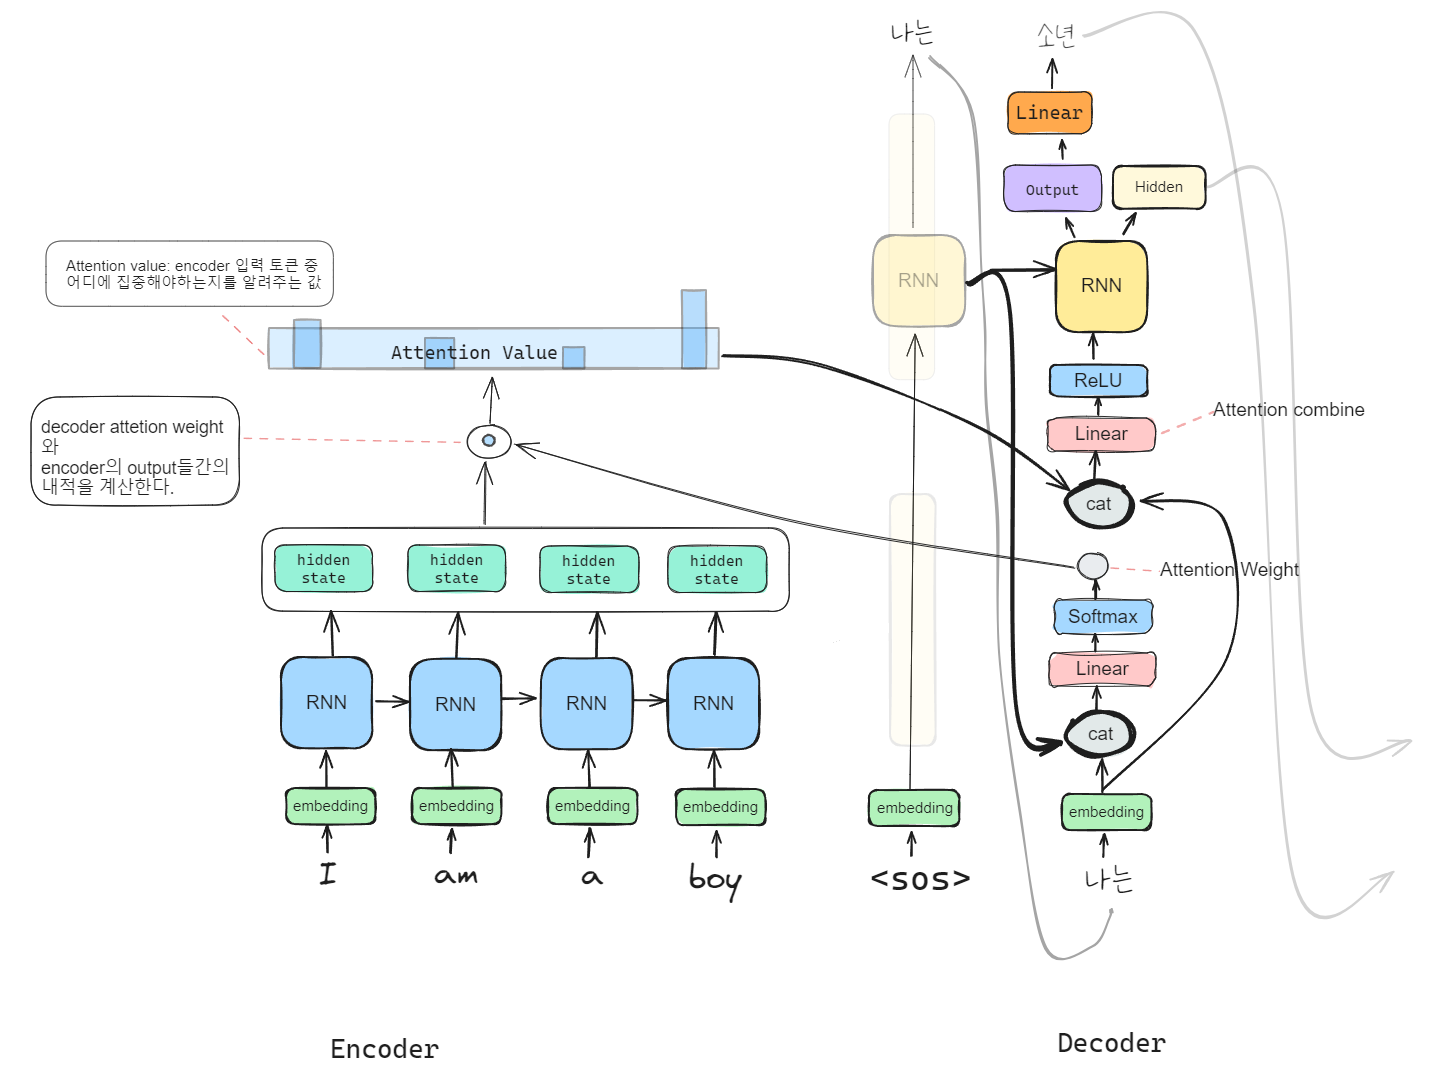 나는
소년
Linear
Output
Hidden
RNN
RNN
Attention value: encoder 입력 토큰 중
어디에 집중해야하는지를 알려주는 값
Attention Value
ReLU
Linear
Attention combine
decoder attetion weight
와
encoder의 output들간의
내적을 계산한다.
cat
hidden
state
hidden
state
hidden
state
hidden
state
Attention Weight
Softmax
Linear
RNN
RNN
RNN
RNN
cat
embedding
embedding
embedding
embedding
embedding
embedding
I
am
a
boy
<sos>
나는
Encoder
Decoder